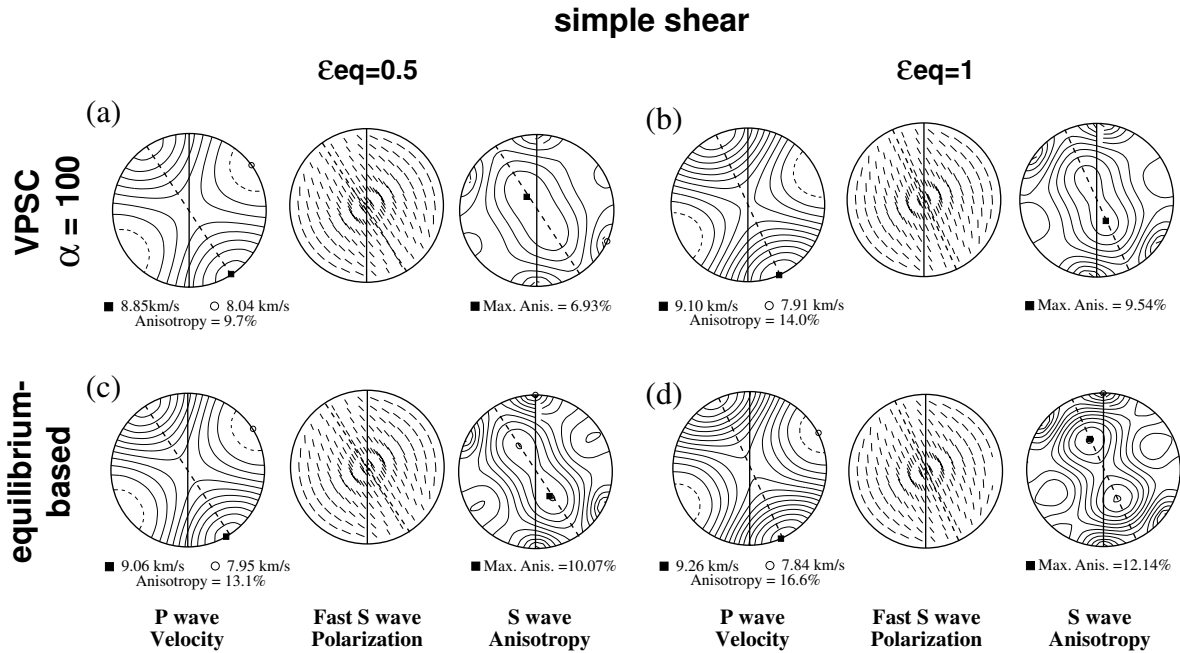 simple shear
Ɛeq=0.5
Ɛeq=1
VPSC
α = 100
(a)
■ 8.85km/s ○ 8.04 km/s
Anisotropy = 9.7%
■ Max. Anis. = 6.93%
(b)
■ 9.10 km/s ○ 7.91 km/s
Anisotropy = 14.0%
■ Max. Anis. = 9.54%
equilibrium-
based
(c)
■ 9.06 km/s ○ 7.95 km/s
Anisotropy = 13.1%
■ Max. Anis. =10.07%
(d)
■ 9.26 km/s ○ 7.84 km/s
Anisotropy = 16.6%
■ Max. Anis. =12.14%
P wave
Velocity
Fast S wave
Polarization
S wave
Anisotropy
P wave
Velocity
Fast S wave
Polarization
S wave
Anisotropy